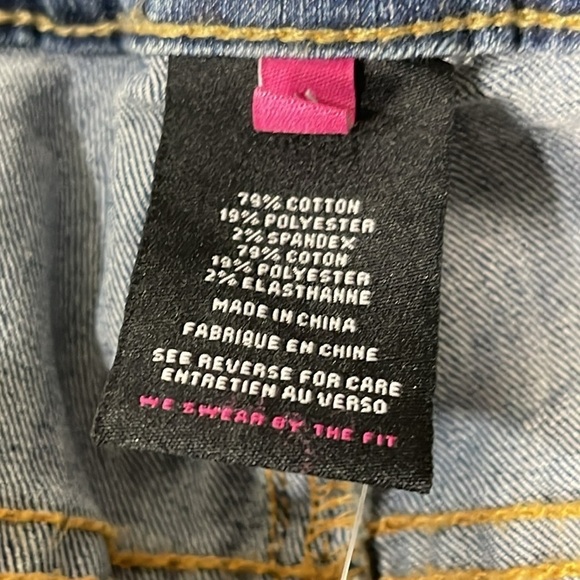 79% COTTON
19% POLYESTER
2% SPANDEX
79% COTON
19% POLYESTER
2% ELASTHANNE
MADE IN CHINA
FABRIQUE EN CHINE
SEE REVERSE FOR CARE
ENTRETIEN AU VERSO
WE SWEAR BY THE FIT